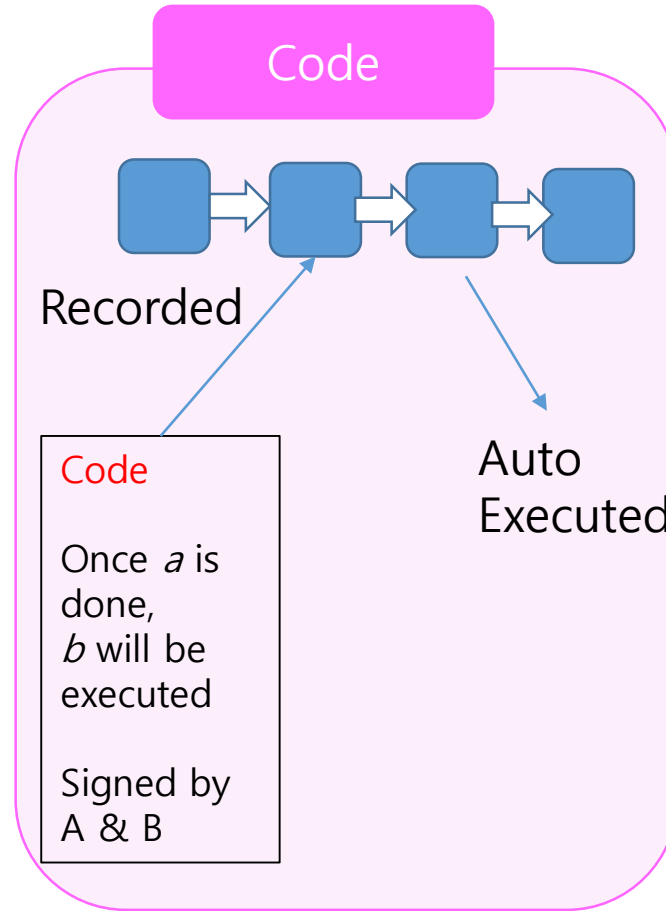 Code
Recorded
Code
Once a is
done,
b will be
executed
Signed by
A & B
Auto
Executed